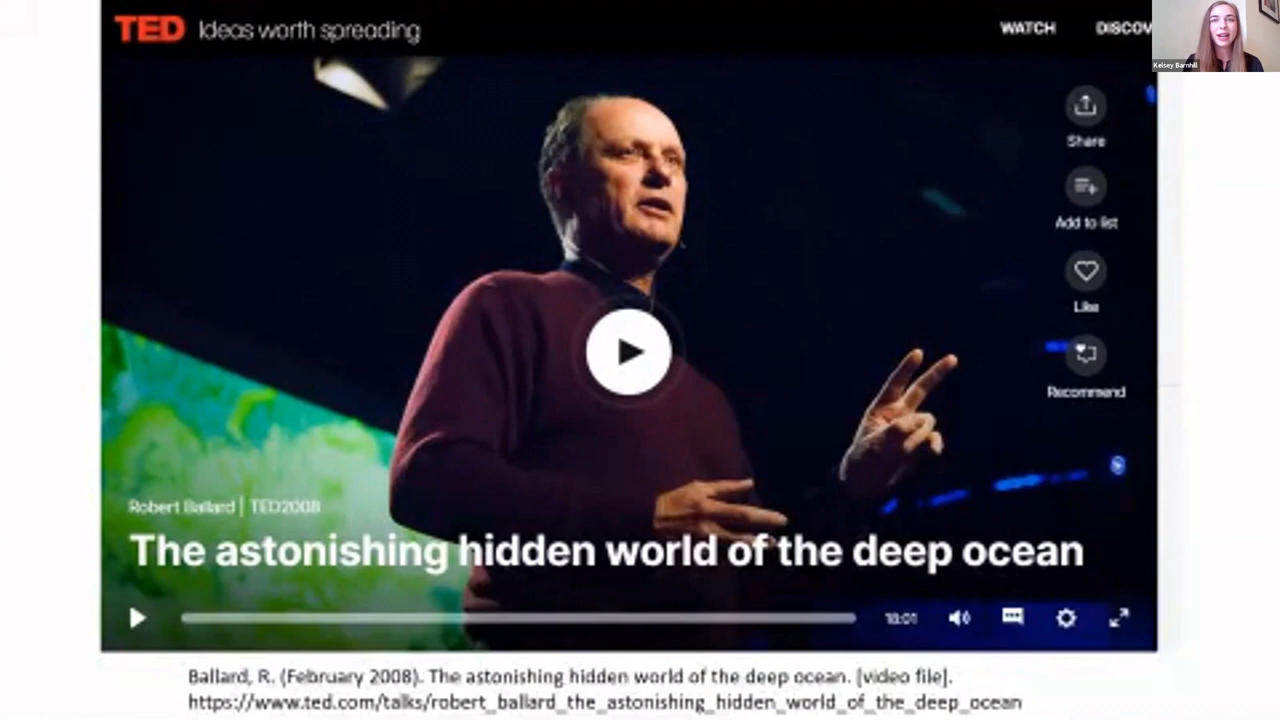 TED Ideas worth spreading
WATCH
DISCOV
Kelsey Barnhill
Share
Add to list
Like
Recommend
Robert Ballard | TED2008
The astonishing hidden world of the deep ocean
18:01
Ballard, R. (February 2008). The astonishing hidden world of the deep ocean. [video file].
https://www.ted.com/talks/robert_ballard_the_astonishing_hidden_world_of_the_deep_ocean